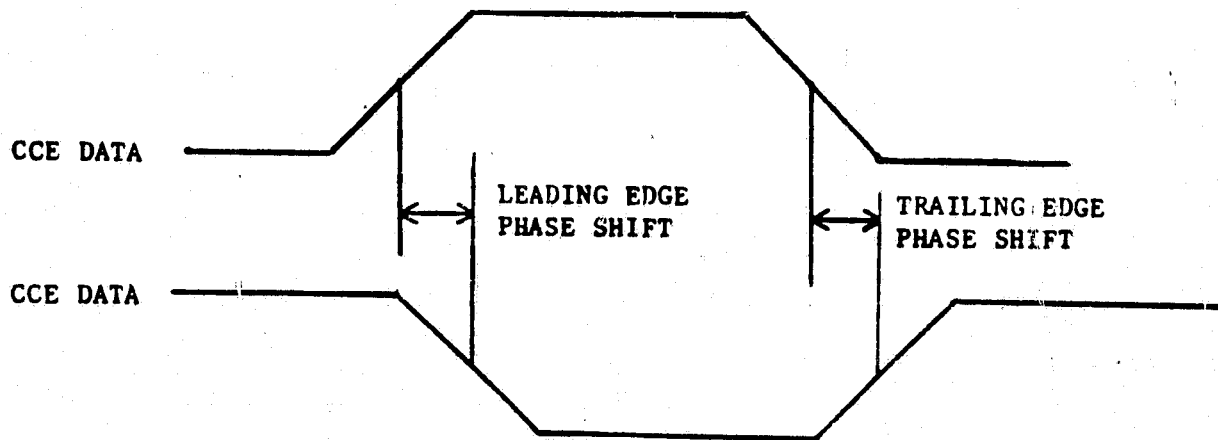 CCE DATA
LEADING EDGE
PHASE SHIFT
TRAILING EDGE
PHASE SHIFT
CCE DATA